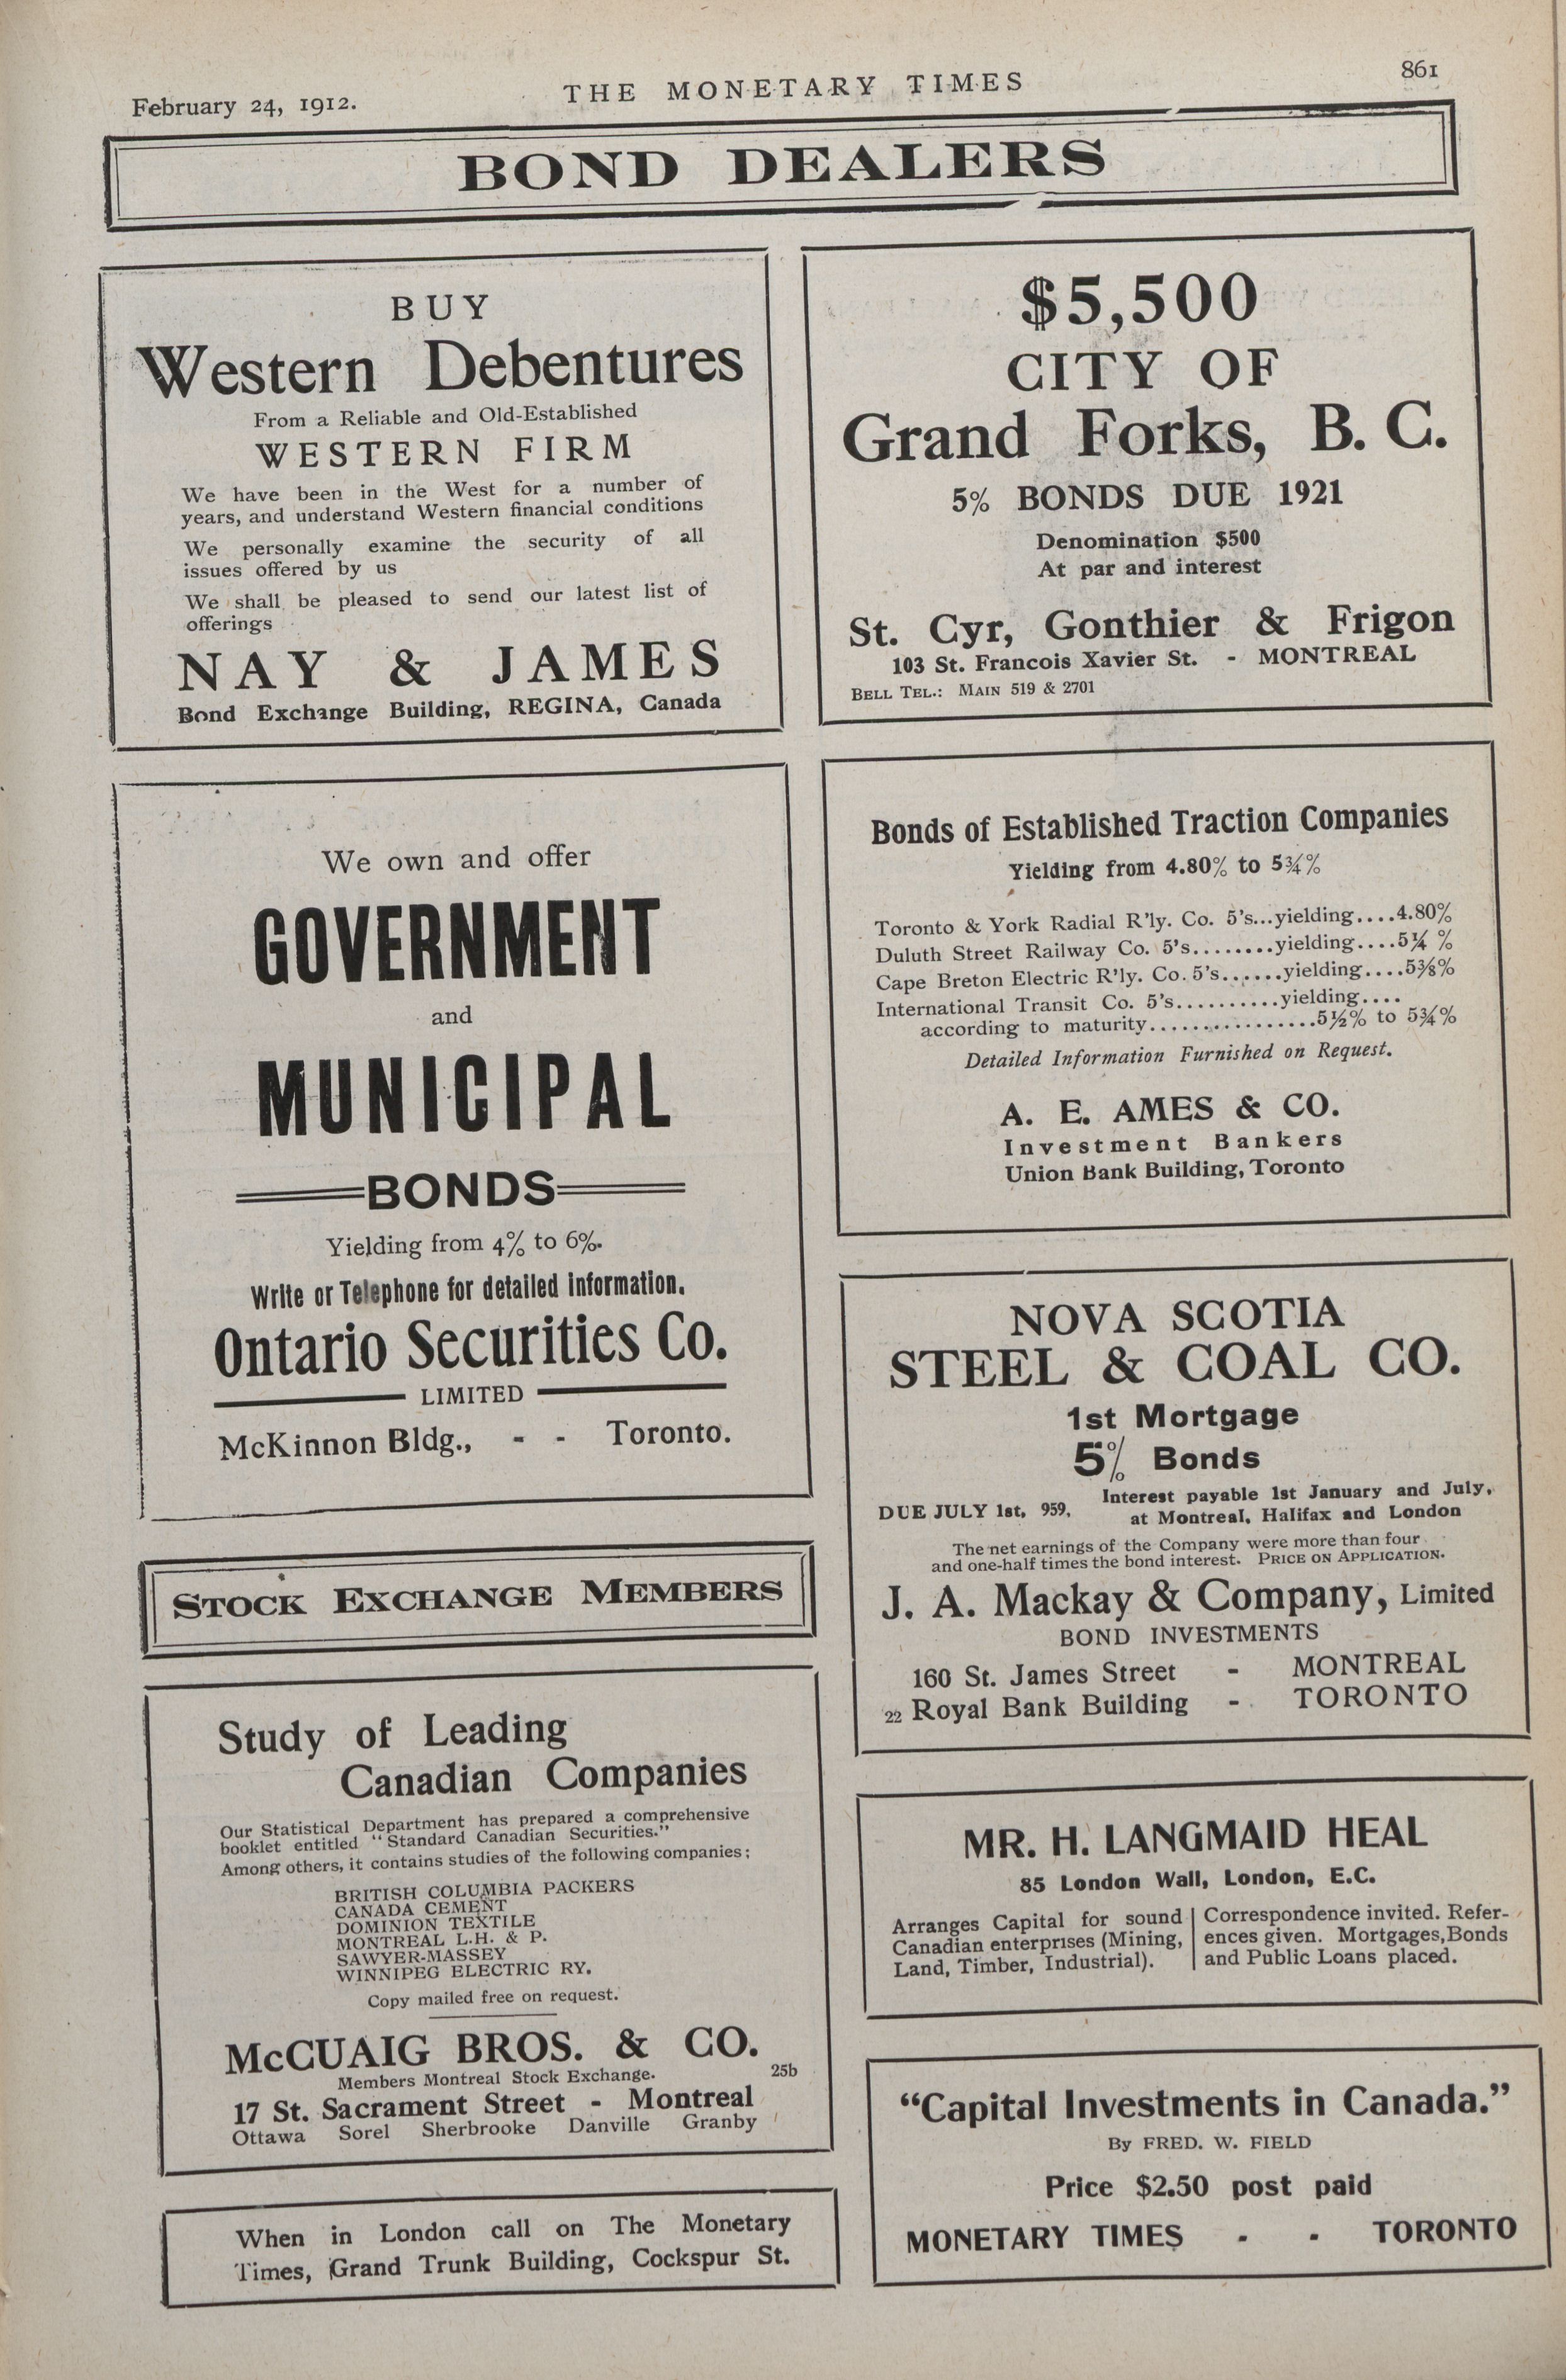 February 24, 1912.
THE MONETARY TIMES
861
BOND DEALERS
BUY
Western Debentures
From a Reliable and Old-Established
WESTERN FIRM
We have been in the West for a number of
years, and understand Western financial conditions
We personally examine the security of all
issues offered by us
We shall be pleased to send our latest list of
offerings
NAY & JAMES
Bond Exchange Building, REGINA, Canada
We own and offer
GOVERNMENT
and
MUNICIPAL
BONDS
Yielding from 4% to 6%.
Write or Telephone for detailed information.
Ontario Securities Co.
LIMITED
McKinnon Bldg., - - Toronto.
STOCK EXCHANGE MEMBERS
Study of Leading
Canadian Companies
Our Statistical Department has prepared a comprehensive
booklet entitled "Standard Canadian Securities."
Among others, it contains studies of the following companies;
BRITISH COLUMBIA PACKERS
CANADA CEMENT
DOMINION TEXTILE
MONTREAL L.H. & P.
SAWYER-MASSEY
WINNIPEG ELECTRIC RY.
Copy mailed free on request.
McCUAIG BROS. & CO.
Members Montreal Stock Exchange. 25b
17 St. Sacrament Street - Montreal
Ottawa Sorel Sherbrooke Danville Granby
When in London call on The Monetary
Times, Grand Trunk Building, Cockspur St.
$5,500
CITY OF
Grand Forks, B. C.
5% BONDS DUE 1921
Denomination $500
At par and interest
St. Cyr, Gonthier & Frigon
103 St. Francois Xavier St. - MONTREAL
BELL TEL.: MAIN 519 & 2701
Bonds of Established Traction Companies
Yielding from 4.80% to 5¾%
Toronto & York Radial R'ly. Co. 5's...yielding....4.80%
Duluth Street Railway Co. 5's........yielding....5¼ %
Cape Breton Electric R'ly. Co. 5's......yielding....5⅜%
International Transit Co. 5's..........yielding....
according to maturity................5½% to 5¾%
Detailed Information Furnished on Request.
A. E. AMES & CO.
Investment Bankers
Union Bank Building, Toronto
NOVA SCOTIA
STEEL & COAL CO.
1st Mortgage
5% Bonds
DUE JULY 1st, 959,
Interest payable 1st January and July,
at Montreal, Halifax and London
The net earnings of the Company were more than four
and one-half times the bond interest. PRICE ON APPLICATION.
J. A. Mackay & Company, Limited
BOND INVESTMENTS
160 St. James Street - MONTREAL
22 Royal Bank Building - TORONTO
MR. H. LANGMAID HEAL
85 London Wall, London, E.C.
Arranges Capital for sound
Canadian enterprises (Mining,
Land, Timber, Industrial).
Correspondence invited. Refer-
ences given. Mortgages, Bonds
and Public Loans placed.
"Capital Investments in Canada."
By FRED. W. FIELD
Price $2.50 post paid
MONETARY TIMES - - TORONTO